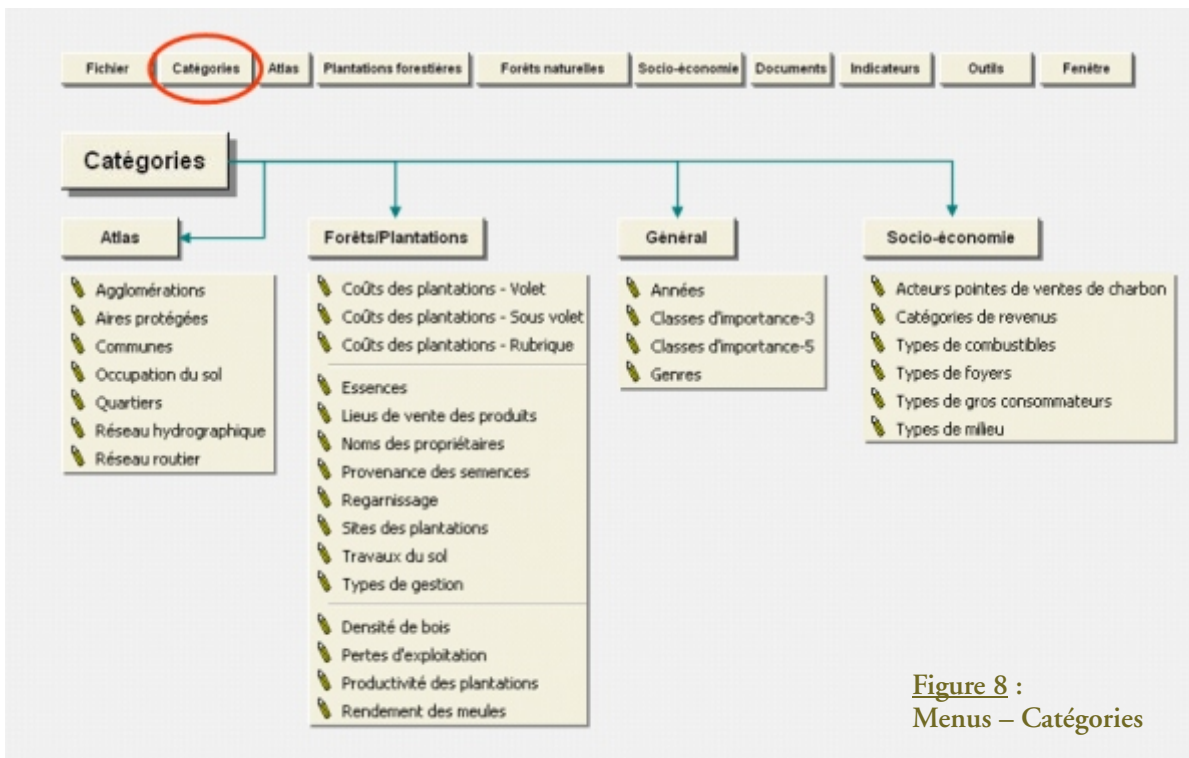 Fichier Catégories Atlas Plantations forestières Forêts naturelles Socio-économie Documents Indicateurs Outils Fenêtre
Catégories
Atlas
Agglomérations
Aires protégées
Communes
Occupation du sol
Quartiers
Réseau hydrographique
Réseau routier
Forêts/Plantations
Coûts des plantations - Volet
Coûts des plantations - Sous volet
Coûts des plantations - Rubrique
Essences
Lieus de vente des produits
Noms des propriétaires
Provenance des semences
Regarnissage
Sites des plantations
Travaux du sol
Types de gestion
Densité de bois
Pertes d'exploitation
Productivité des plantations
Rendement des meules
Général
Années
Classes d'importance-3
Classes d'importance-5
Genres
Socio-économie
Acteurs pointes de ventes de charbon
Catégories de revenus
Types de combustibles
Types de foyers
Types de gros consommateurs
Types de milieu
Figure 8 :
Menus – Catégories